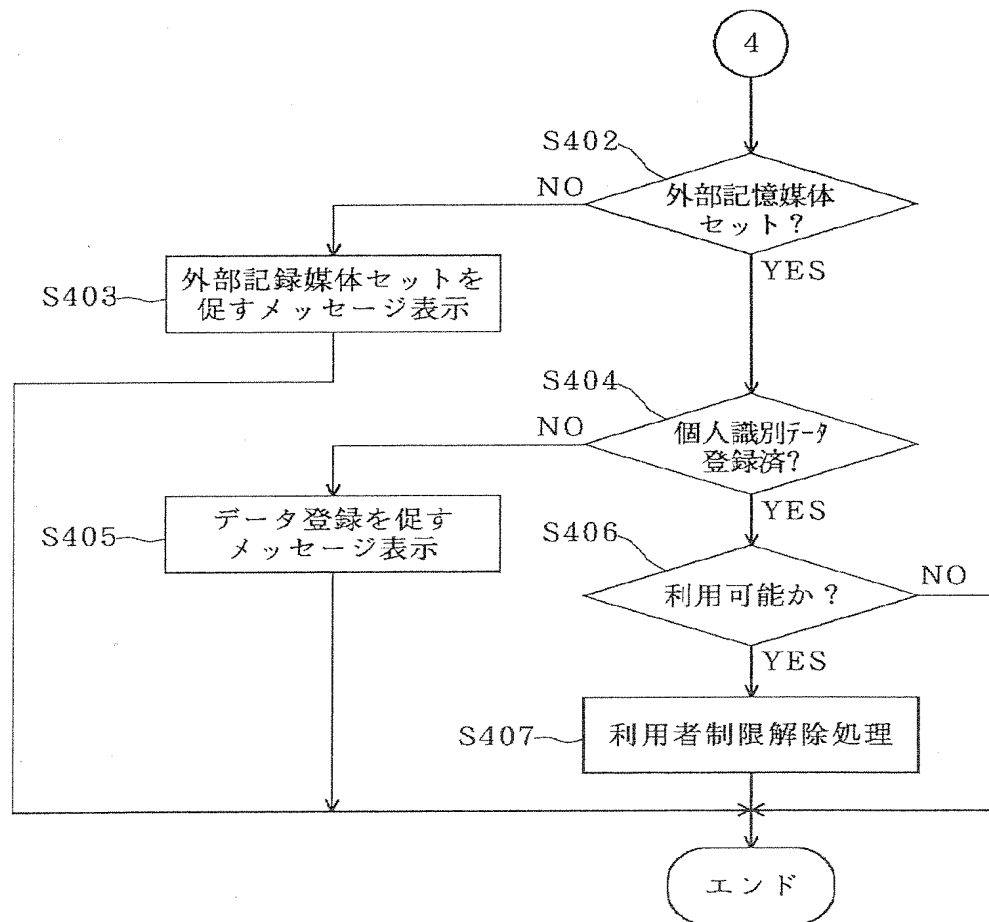 4
S402
NO
外部記憶媒体
セット？
YES
S403
外部記録媒体セットを
促すメッセージ表示
S404
NO
個人識別データ
登録済？
YES
S405
データ登録を促す
メッセージ表示
S406
利用可能か？
NO
YES
S407
利用者制限解除処理
エンド